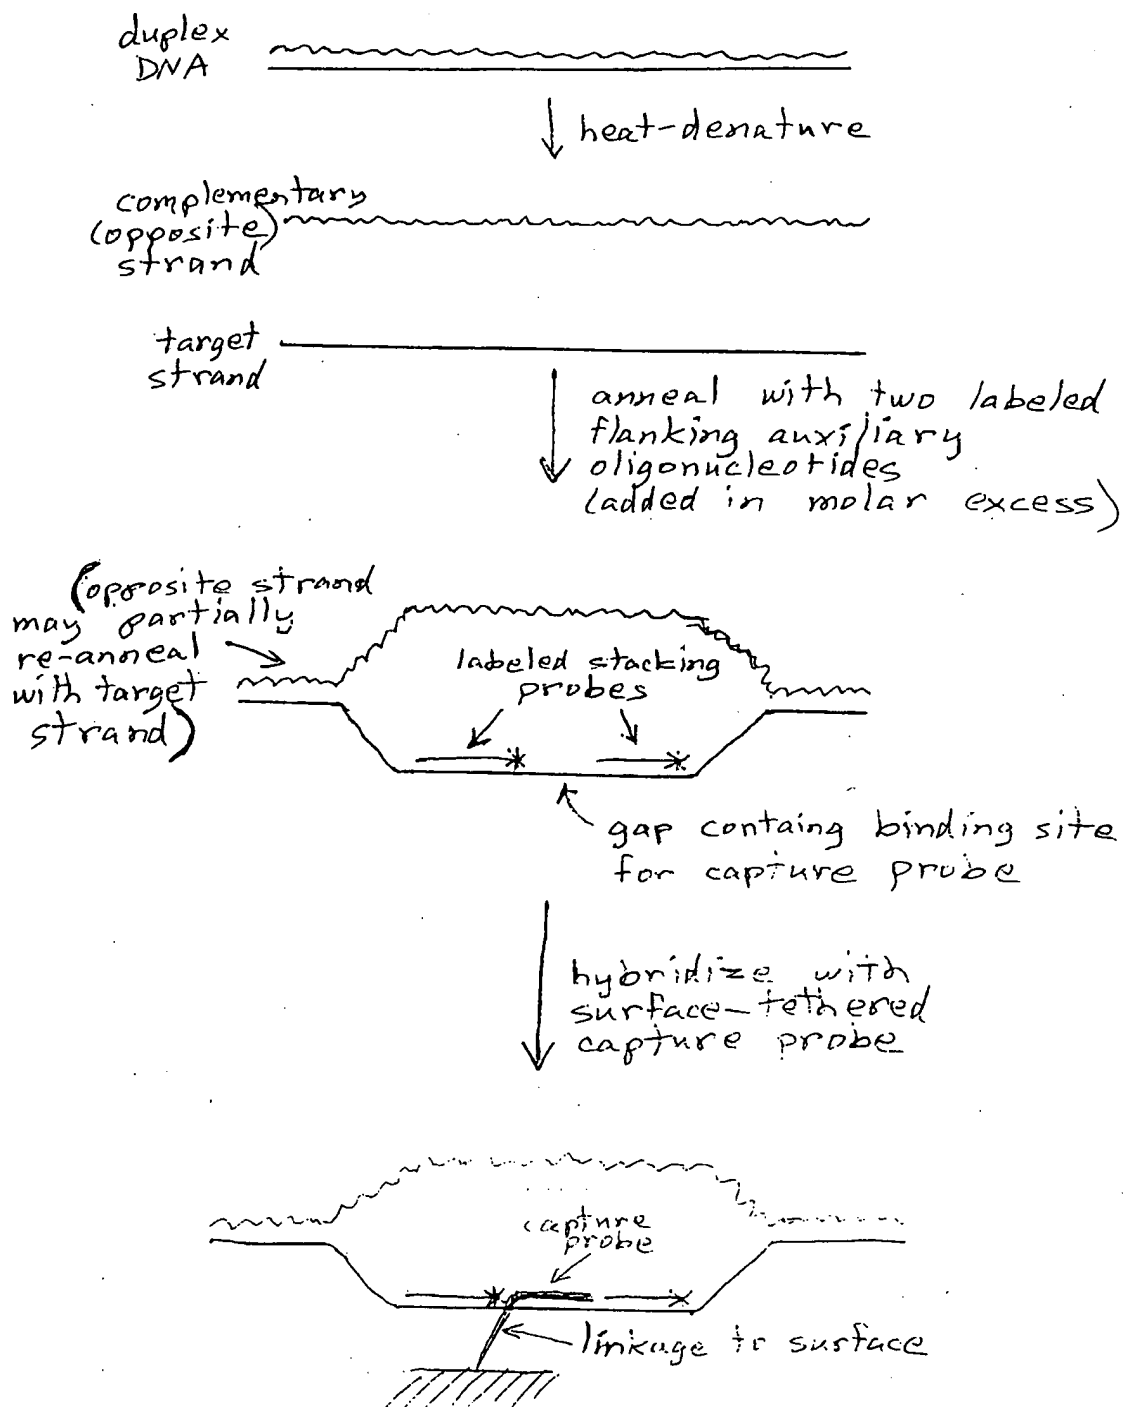 duplex
DNA
heat-denature
complementary
(opposite)
strand
target
strand
anneal with two labeled
flanking auxiliary
oligonucleotides
(added in molar excess)
(opposite strand
may partially
re-anneal
with target
strand)
labeled stacking
probes
gap containg binding site
for capture probe
hybridize with
surface-tethered
capture probe
capture
probe
linkage to surface